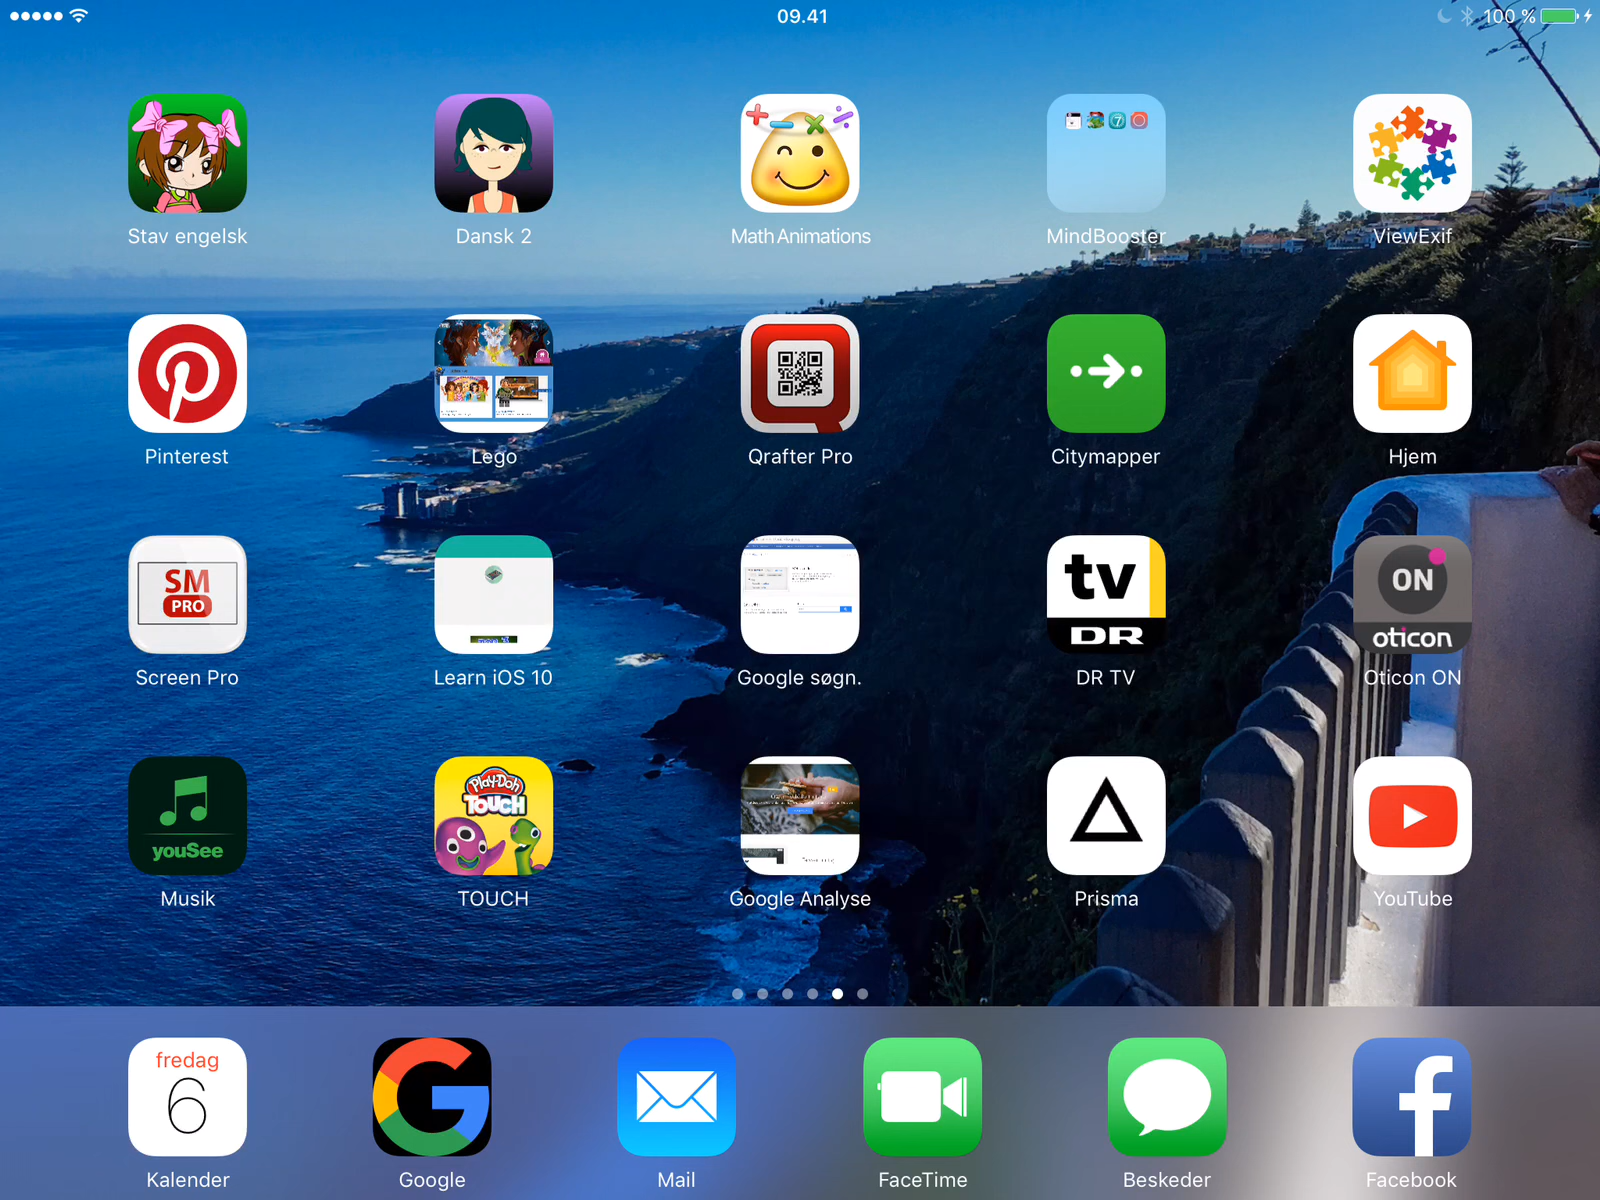 09.41
100 %
Stav engelsk
Dansk 2
MathAnimations
7
MindBooster
ViewExif
Pinterest
Lego
Qrafter Pro
Citymapper
Hjem
SM
PRO
Screen Pro
Learn iOS 10
Google søgn.
tv
DR
DR TV
ON
oticon
Oticon ON
youSee
Musik
Play-Doh
TOUCH
TOUCH
Google Analyse
Prisma
YouTube
fredag
6
Kalender
Google
Mail
FaceTime
Beskeder
f
Facebook